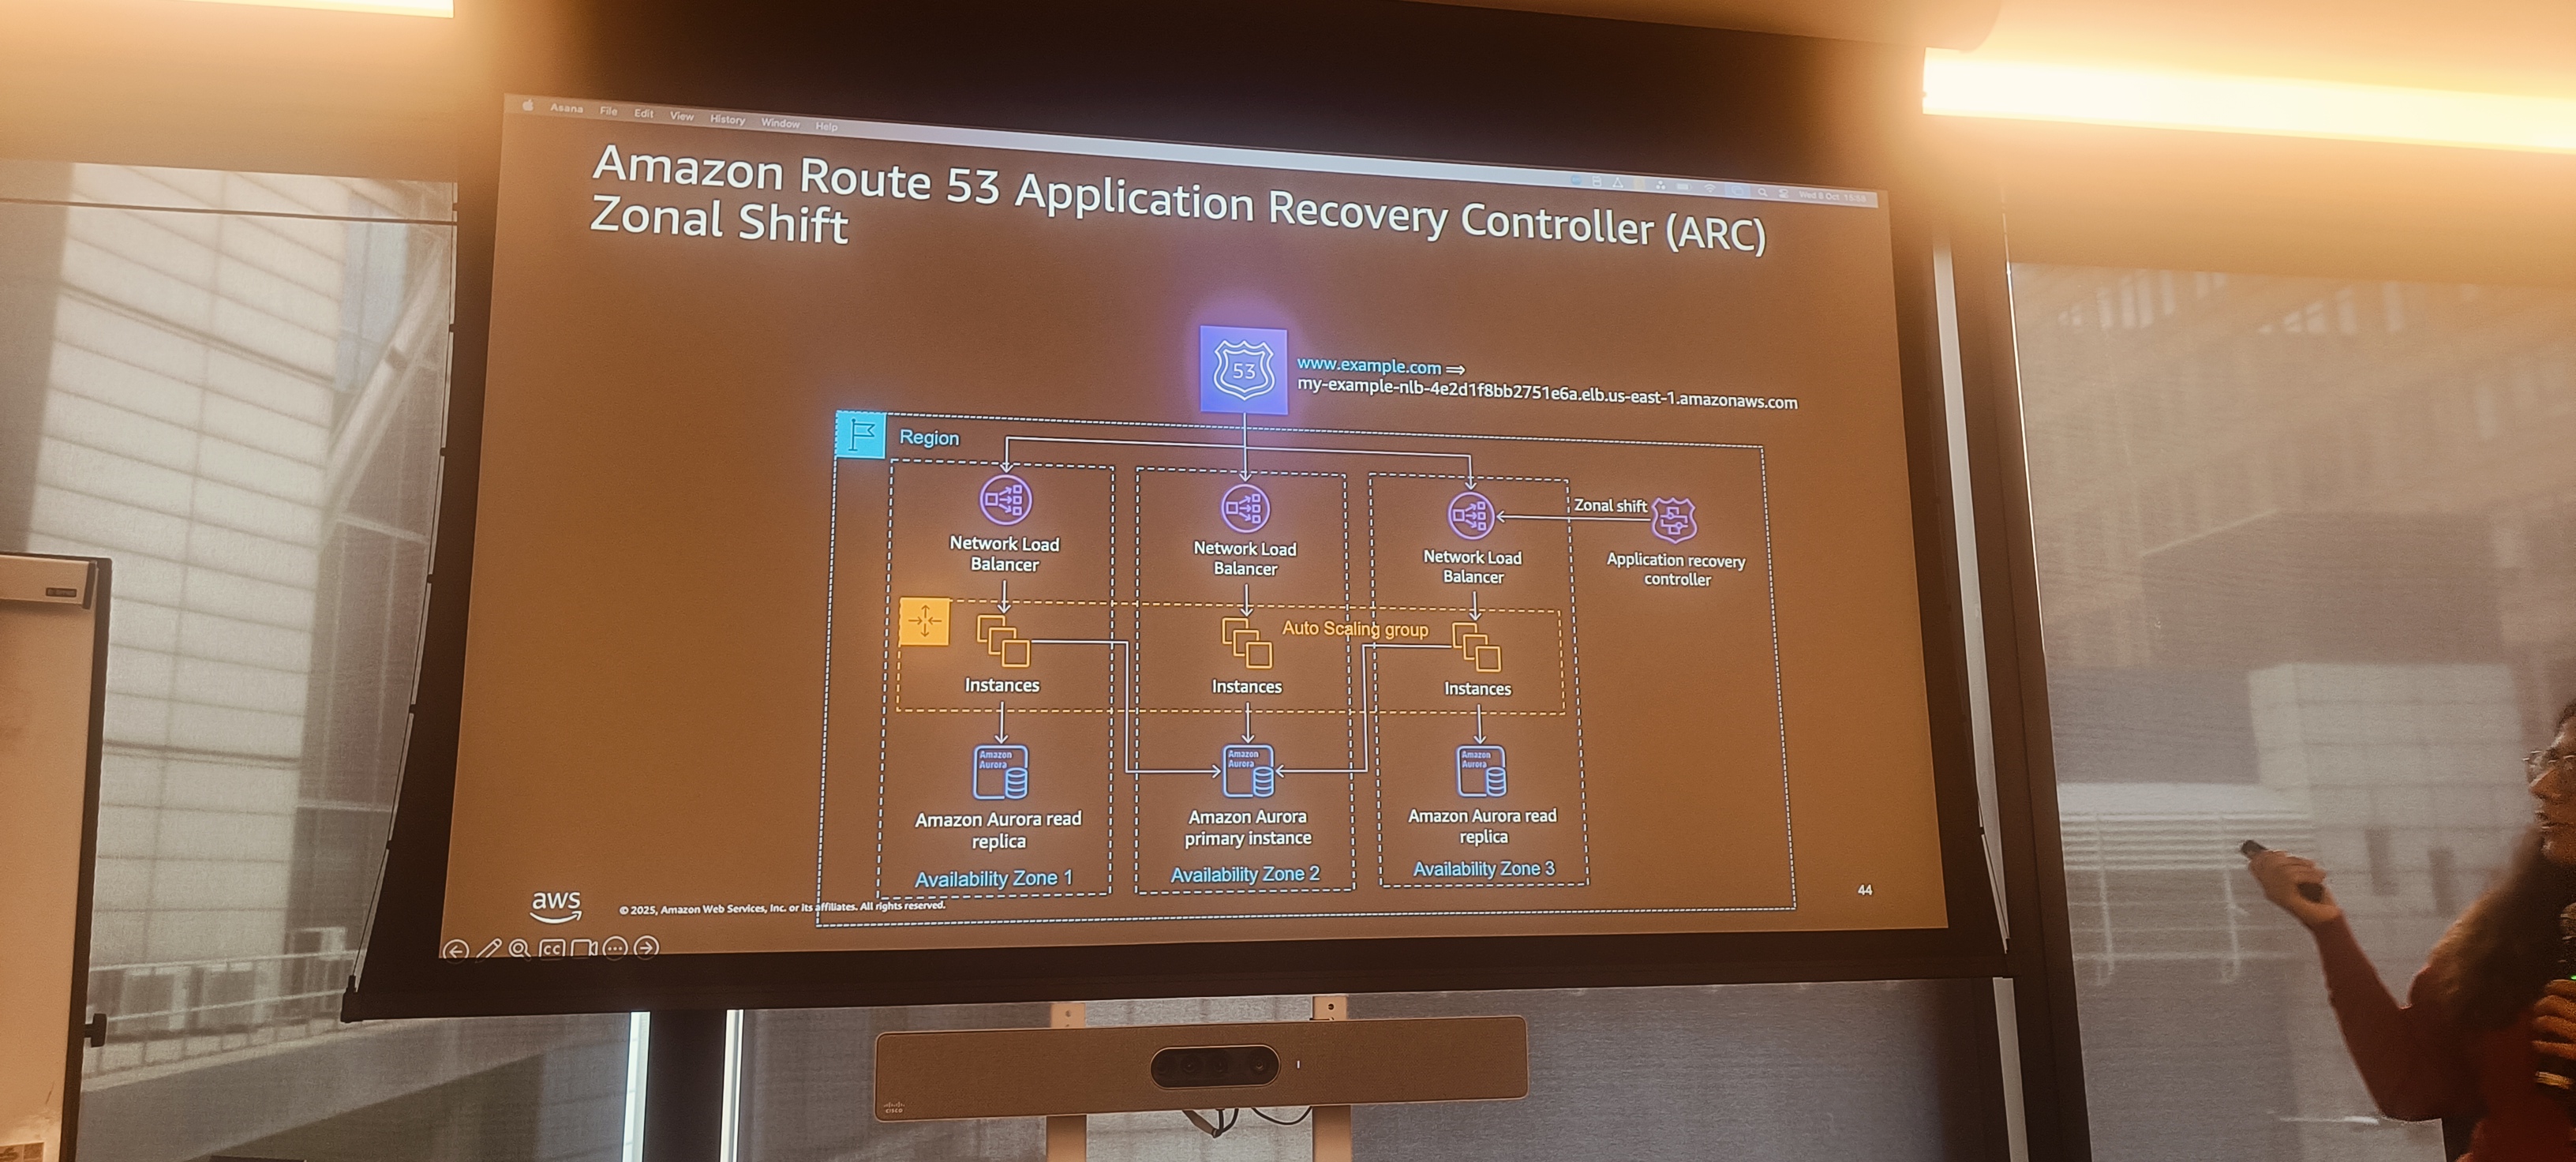 Asana File Edit View History Window Help
Wed 8 Oct
Amazon Route 53 Application Recovery Controller (ARC)
Zonal Shift
53
www.example.com ⟹
my-example-nlb-4e2d1f8bb2751e6a.elb.us-east-1.amazonaws.com
Region
Network Load
Balancer
Network Load
Balancer
Network Load
Balancer
Zonal shift
Application recovery
controller
Auto Scaling group
Instances
Instances
Instances
Amazon
Aurora
Amazon
Aurora
Amazon
Aurora
Amazon Aurora read
replica
Amazon Aurora
primary instance
Amazon Aurora read
replica
Availability Zone 1
Availability Zone 2
Availability Zone 3
44
aws
© 2025, Amazon Web Services, Inc. or its affiliates. All rights reserved.
CC
CISCO